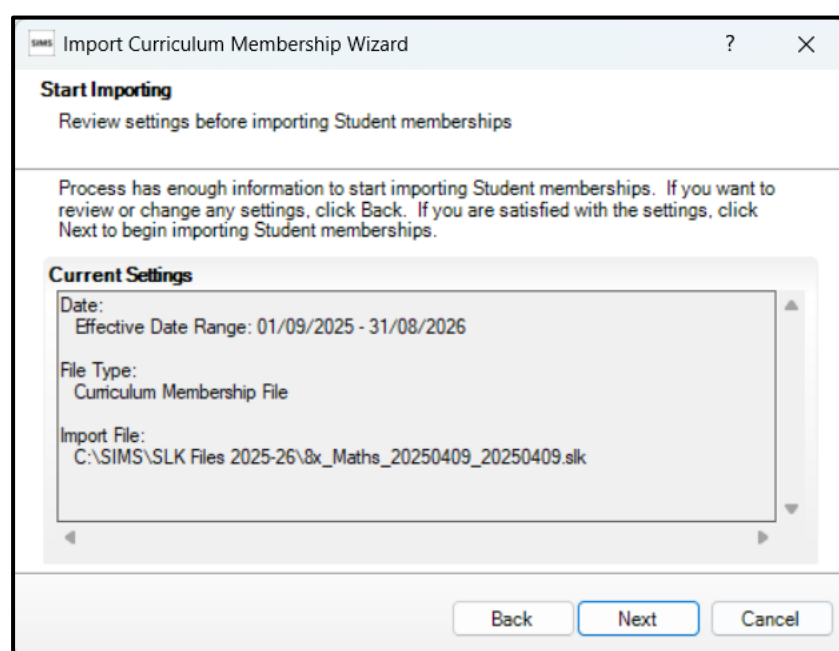 SIMS Import Curriculum Membership Wizard ?
Start Importing
Review settings before importing Student memberships
Process has enough information to start importing Student memberships. If you want to
review or change any settings, click Back. If you are satisfied with the settings, click
Next to begin importing Student memberships.
Current Settings
Date:
Effective Date Range: 01/09/2025 - 31/08/2026
File Type:
Curriculum Membership File
Import File:
C:\SIMS\SLK Files 2025-26\8x_Maths_20250409_20250409.slk
Back Next Cancel